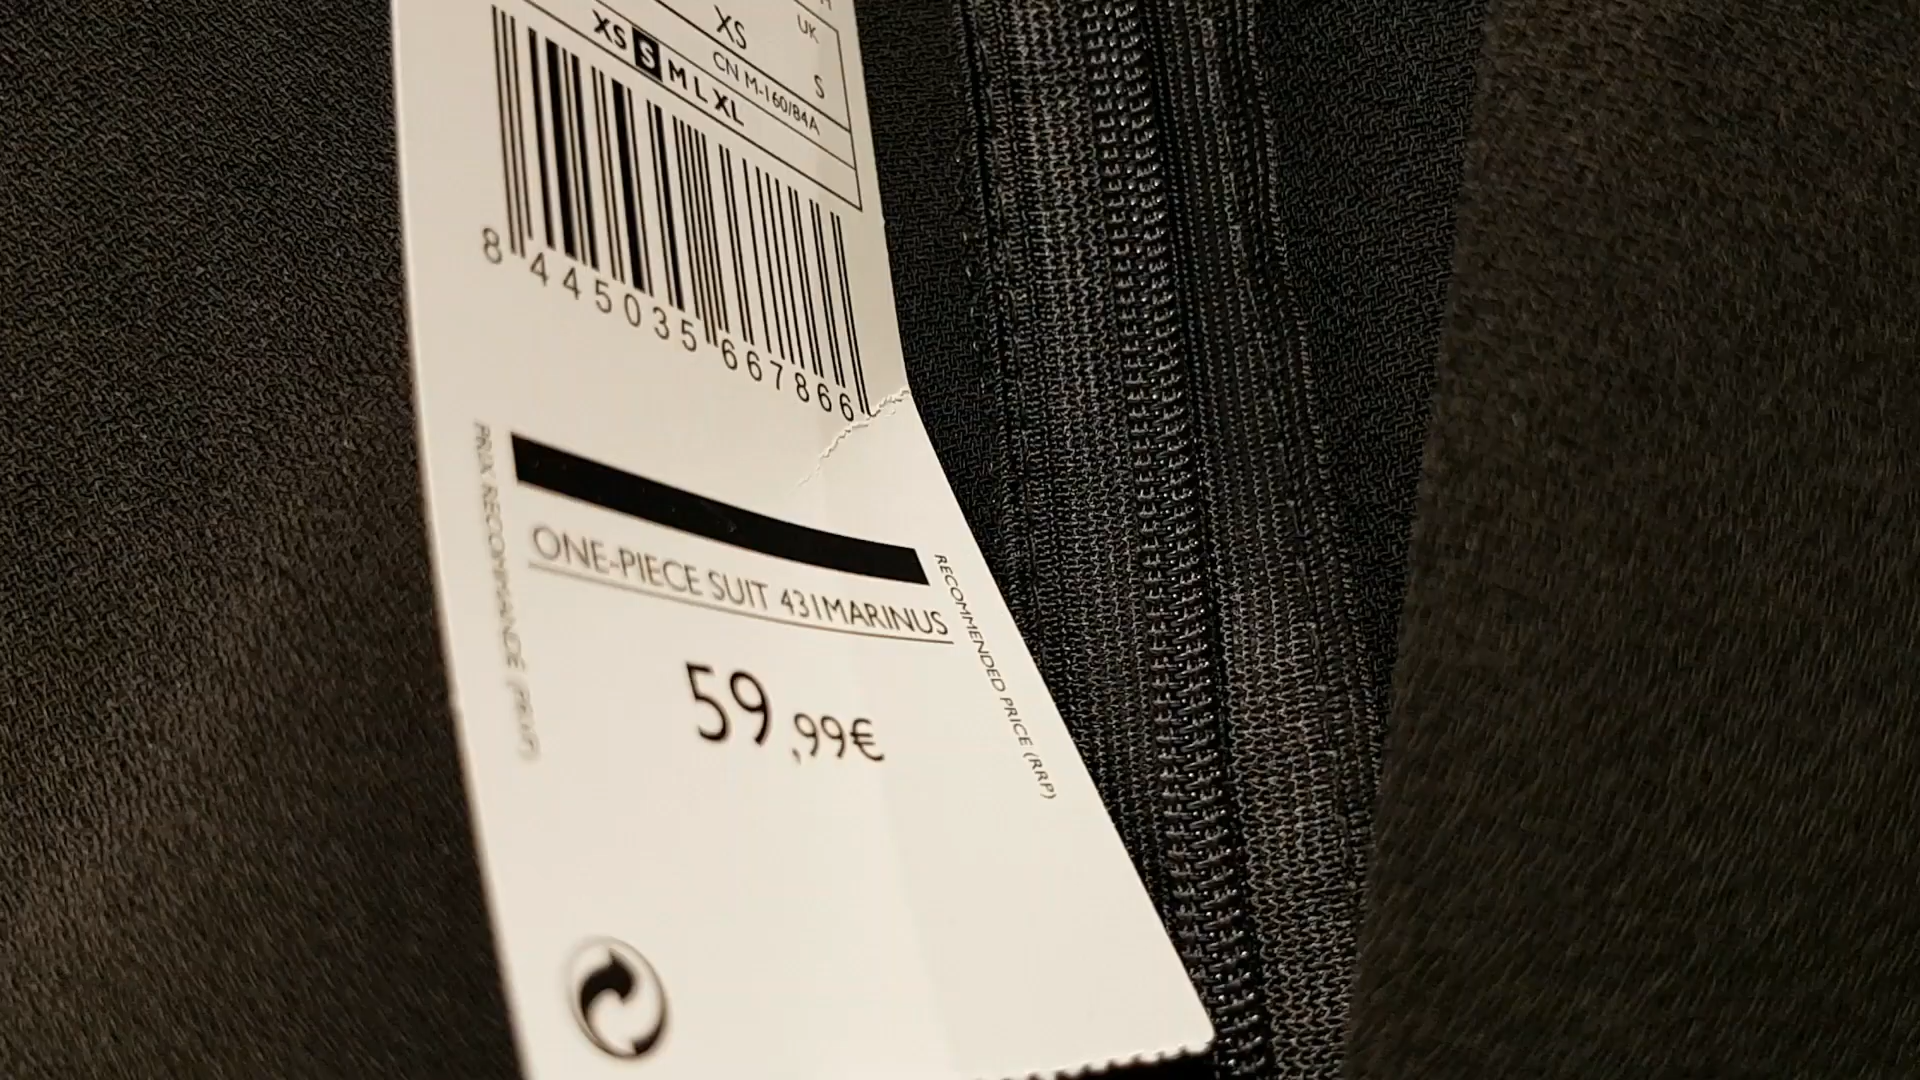 XS
UK
S
CN M-160/84A
XS S M L XL
8 445035 667866
ONE-PIECE SUIT 431MARINUS
59,99€
PRIX RECOMMANDÉ
RECOMMENDED PRICE (RRP)